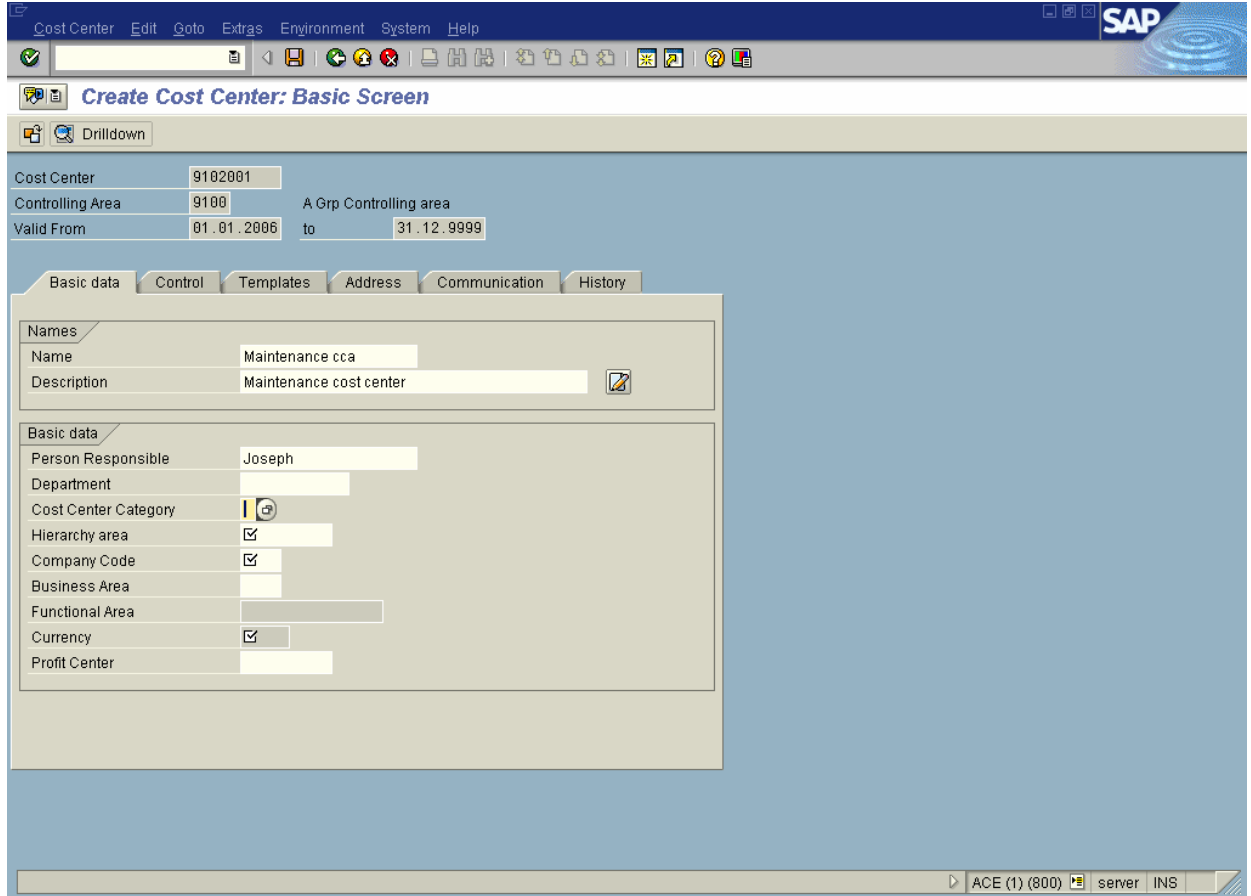 Cost Center Edit Goto Extras Environment System Help
SAP
Create Cost Center: Basic Screen
Drilldown
Cost Center 9102001
Controlling Area 9100 A Grp Controlling area
Valid From 01.01.2006 to 31.12.9999
Basic data Control Templates Address Communication History
Names
Name Maintenance cca
Description Maintenance cost center
Basic data
Person Responsible Joseph
Department
Cost Center Category
Hierarchy area
Company Code
Business Area
Functional Area
Currency
Profit Center
ACE (1) (800) server INS